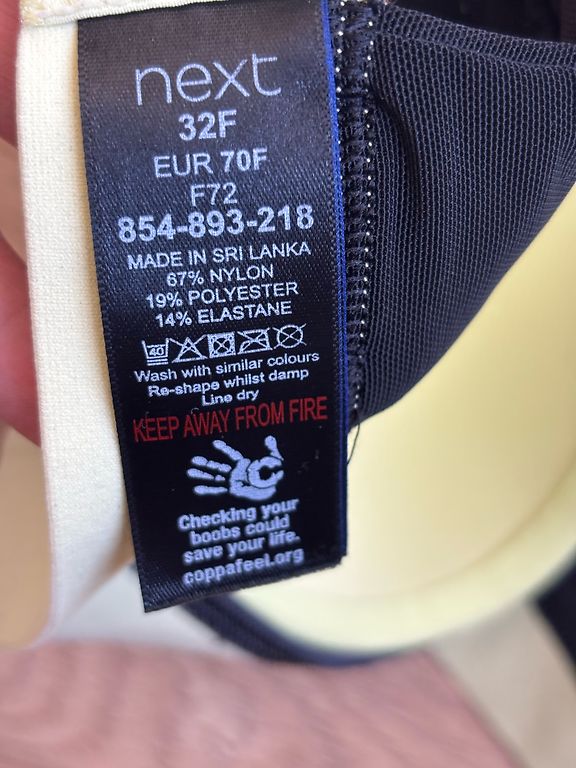 next
32F
EUR 70F
F72
854-893-218
MADE IN SRI LANKA
67% NYLON
19% POLYESTER
14% ELASTANE
40
Wash with similar colours
Re-shape whilst damp
Line dry
KEEP AWAY FROM FIRE
Checking your
boobs could
save your life.
coppafeel.org